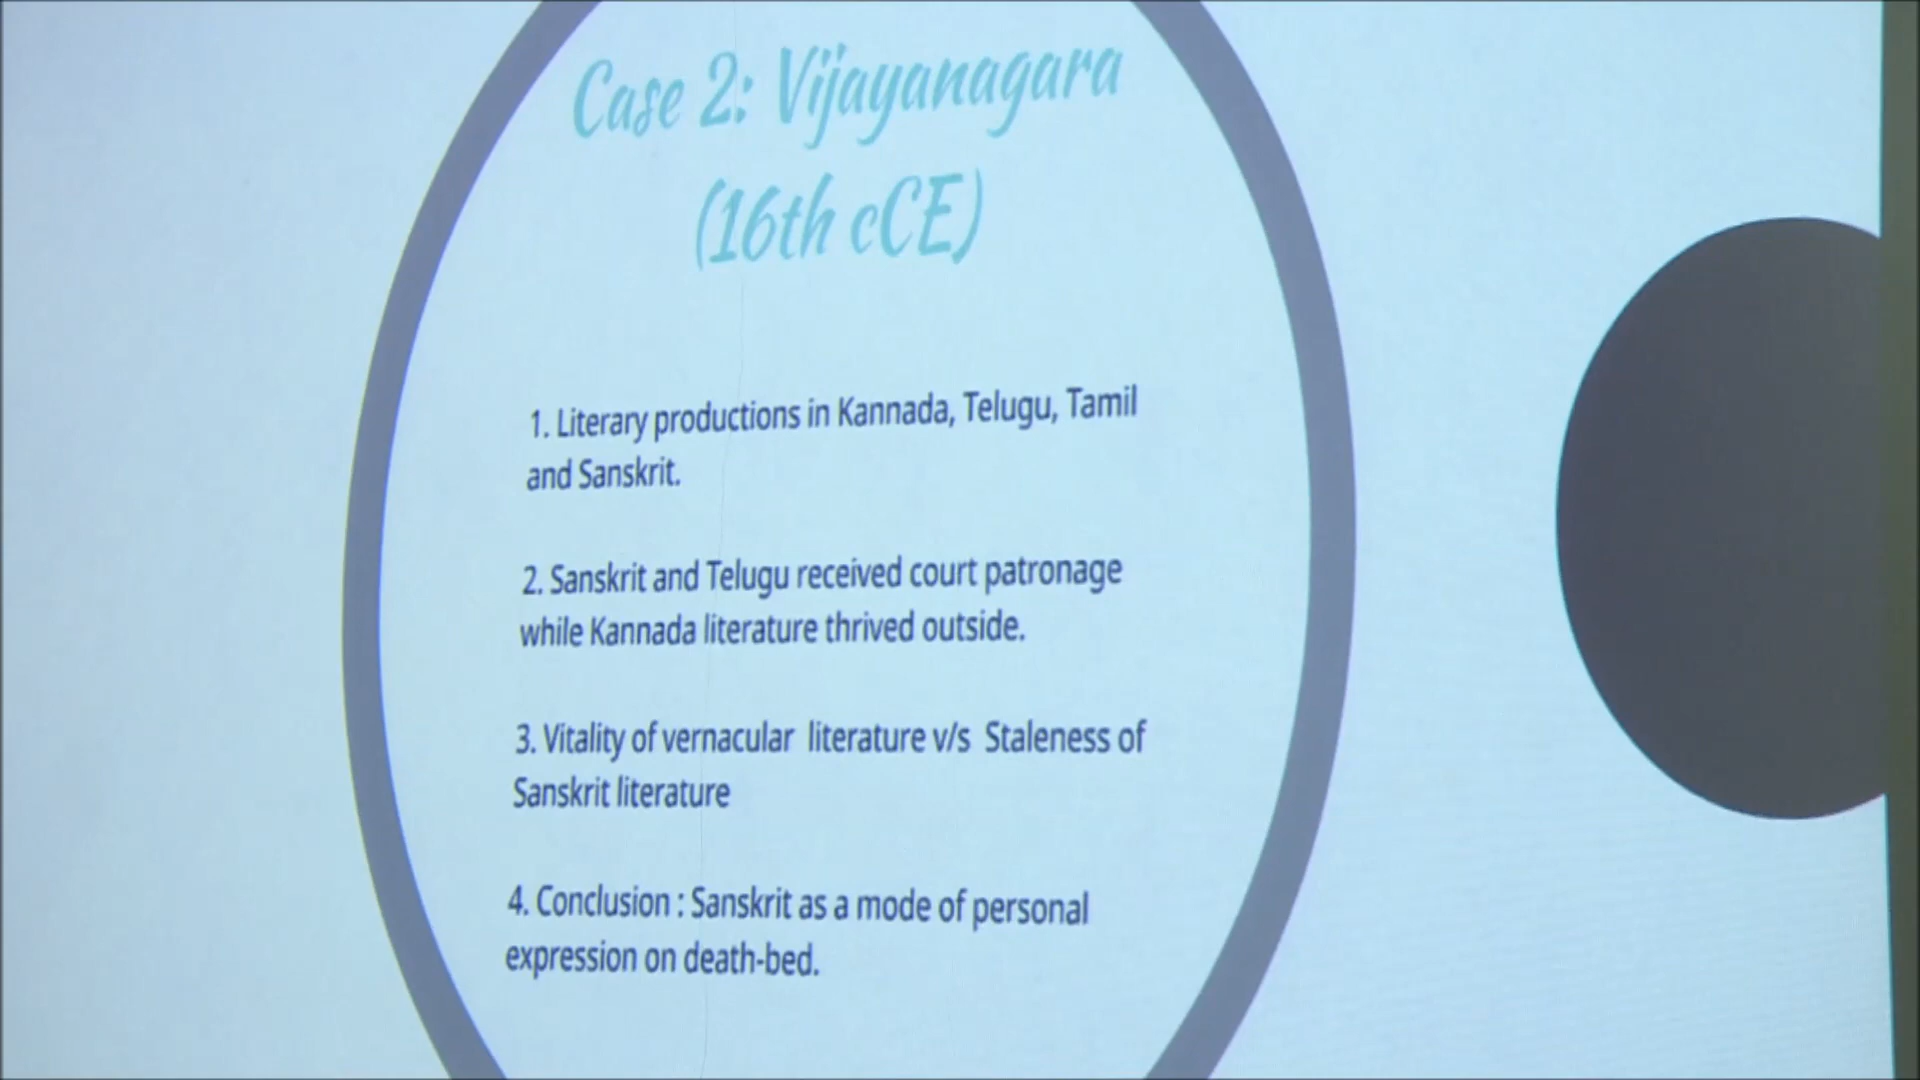 Case 2: Vijayanagara
(16th cCE)
1. Literary productions in Kannada, Telugu, Tamil
and Sanskrit.
2. Sanskrit and Telugu received court patronage
while Kannada literature thrived outside.
3. Vitality of vernacular literature v/s Staleness of
Sanskrit literature
4. Conclusion : Sanskrit as a mode of personal
expression on death-bed.